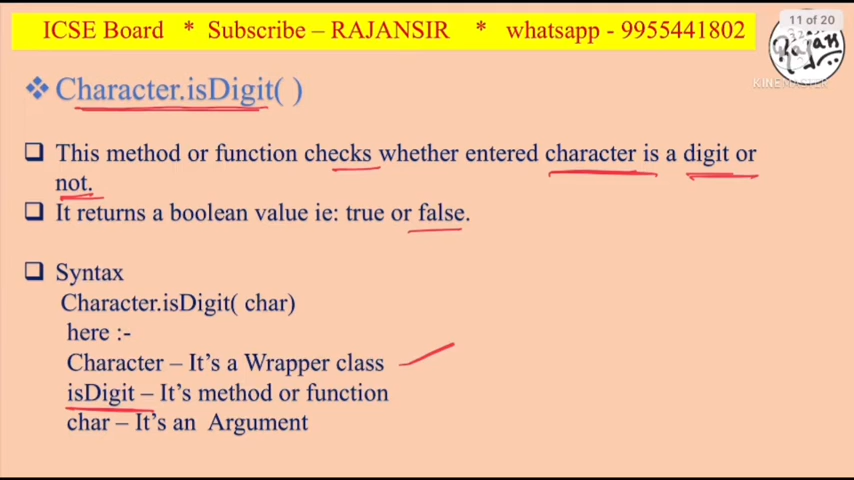 ICSE Board * Subscribe – RAJANSIR * whatsapp - 9955441802
11 of 20
Rajan
KINEMASTER
❖ Character.isDigit( )
❑ This method or function checks whether entered character is a digit or
not.
❑ It returns a boolean value ie: true or false.
❑ Syntax
Character.isDigit( char)
here :-
Character – It's a Wrapper class
isDigit – It's method or function
char – It's an Argument